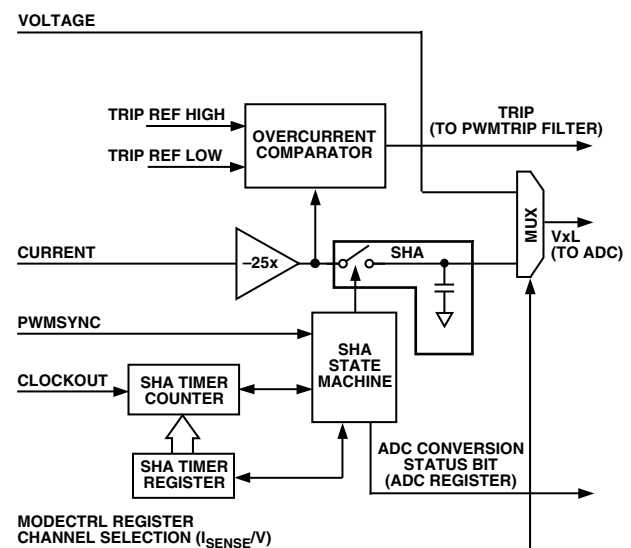 VOLTAGE
TRIP REF HIGH
TRIP REF LOW
OVERCURRENT
COMPARATOR
TRIP
(TO PWMTRIP FILTER)
MUX
VxL
(TO ADC)
CURRENT
–25x
SHA
PWMSYNC
SHA
STATE
MACHINE
CLOCKOUT
SHA TIMER
COUNTER
SHA TIMER
REGISTER
ADC CONVERSION
STATUS BIT
(ADC REGISTER)
MODECTRL REGISTER
CHANNEL SELECTION (ISENSE/V)